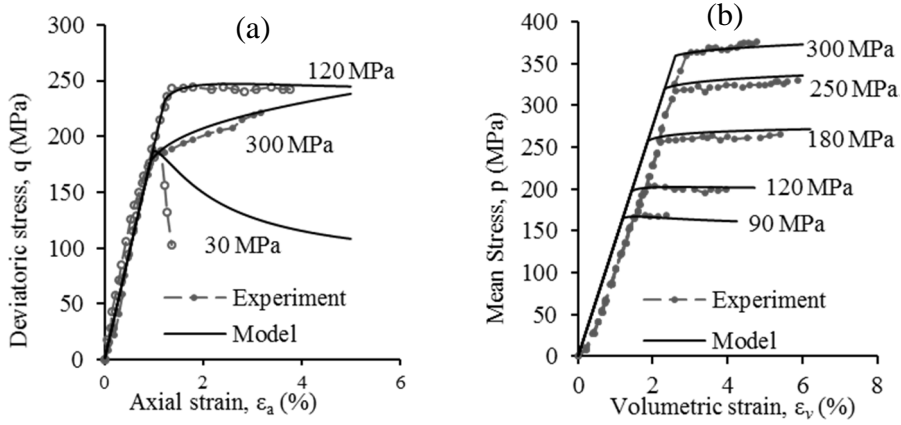 (a)
Deviatoric stress, q (MPa)
300
250
200
150
100
50
0
120 MPa
300 MPa
30 MPa
Experiment
Model
0 2 4 6
Axial strain, εa (%)
(b)
Mean Stress, p (MPa)
400
350
300
250
200
150
100
50
0
300 MPa
250 MPa
180 MPa
120 MPa
90 MPa
Experiment
Model
0 2 4 6 8
Volumetric strain, εv (%)